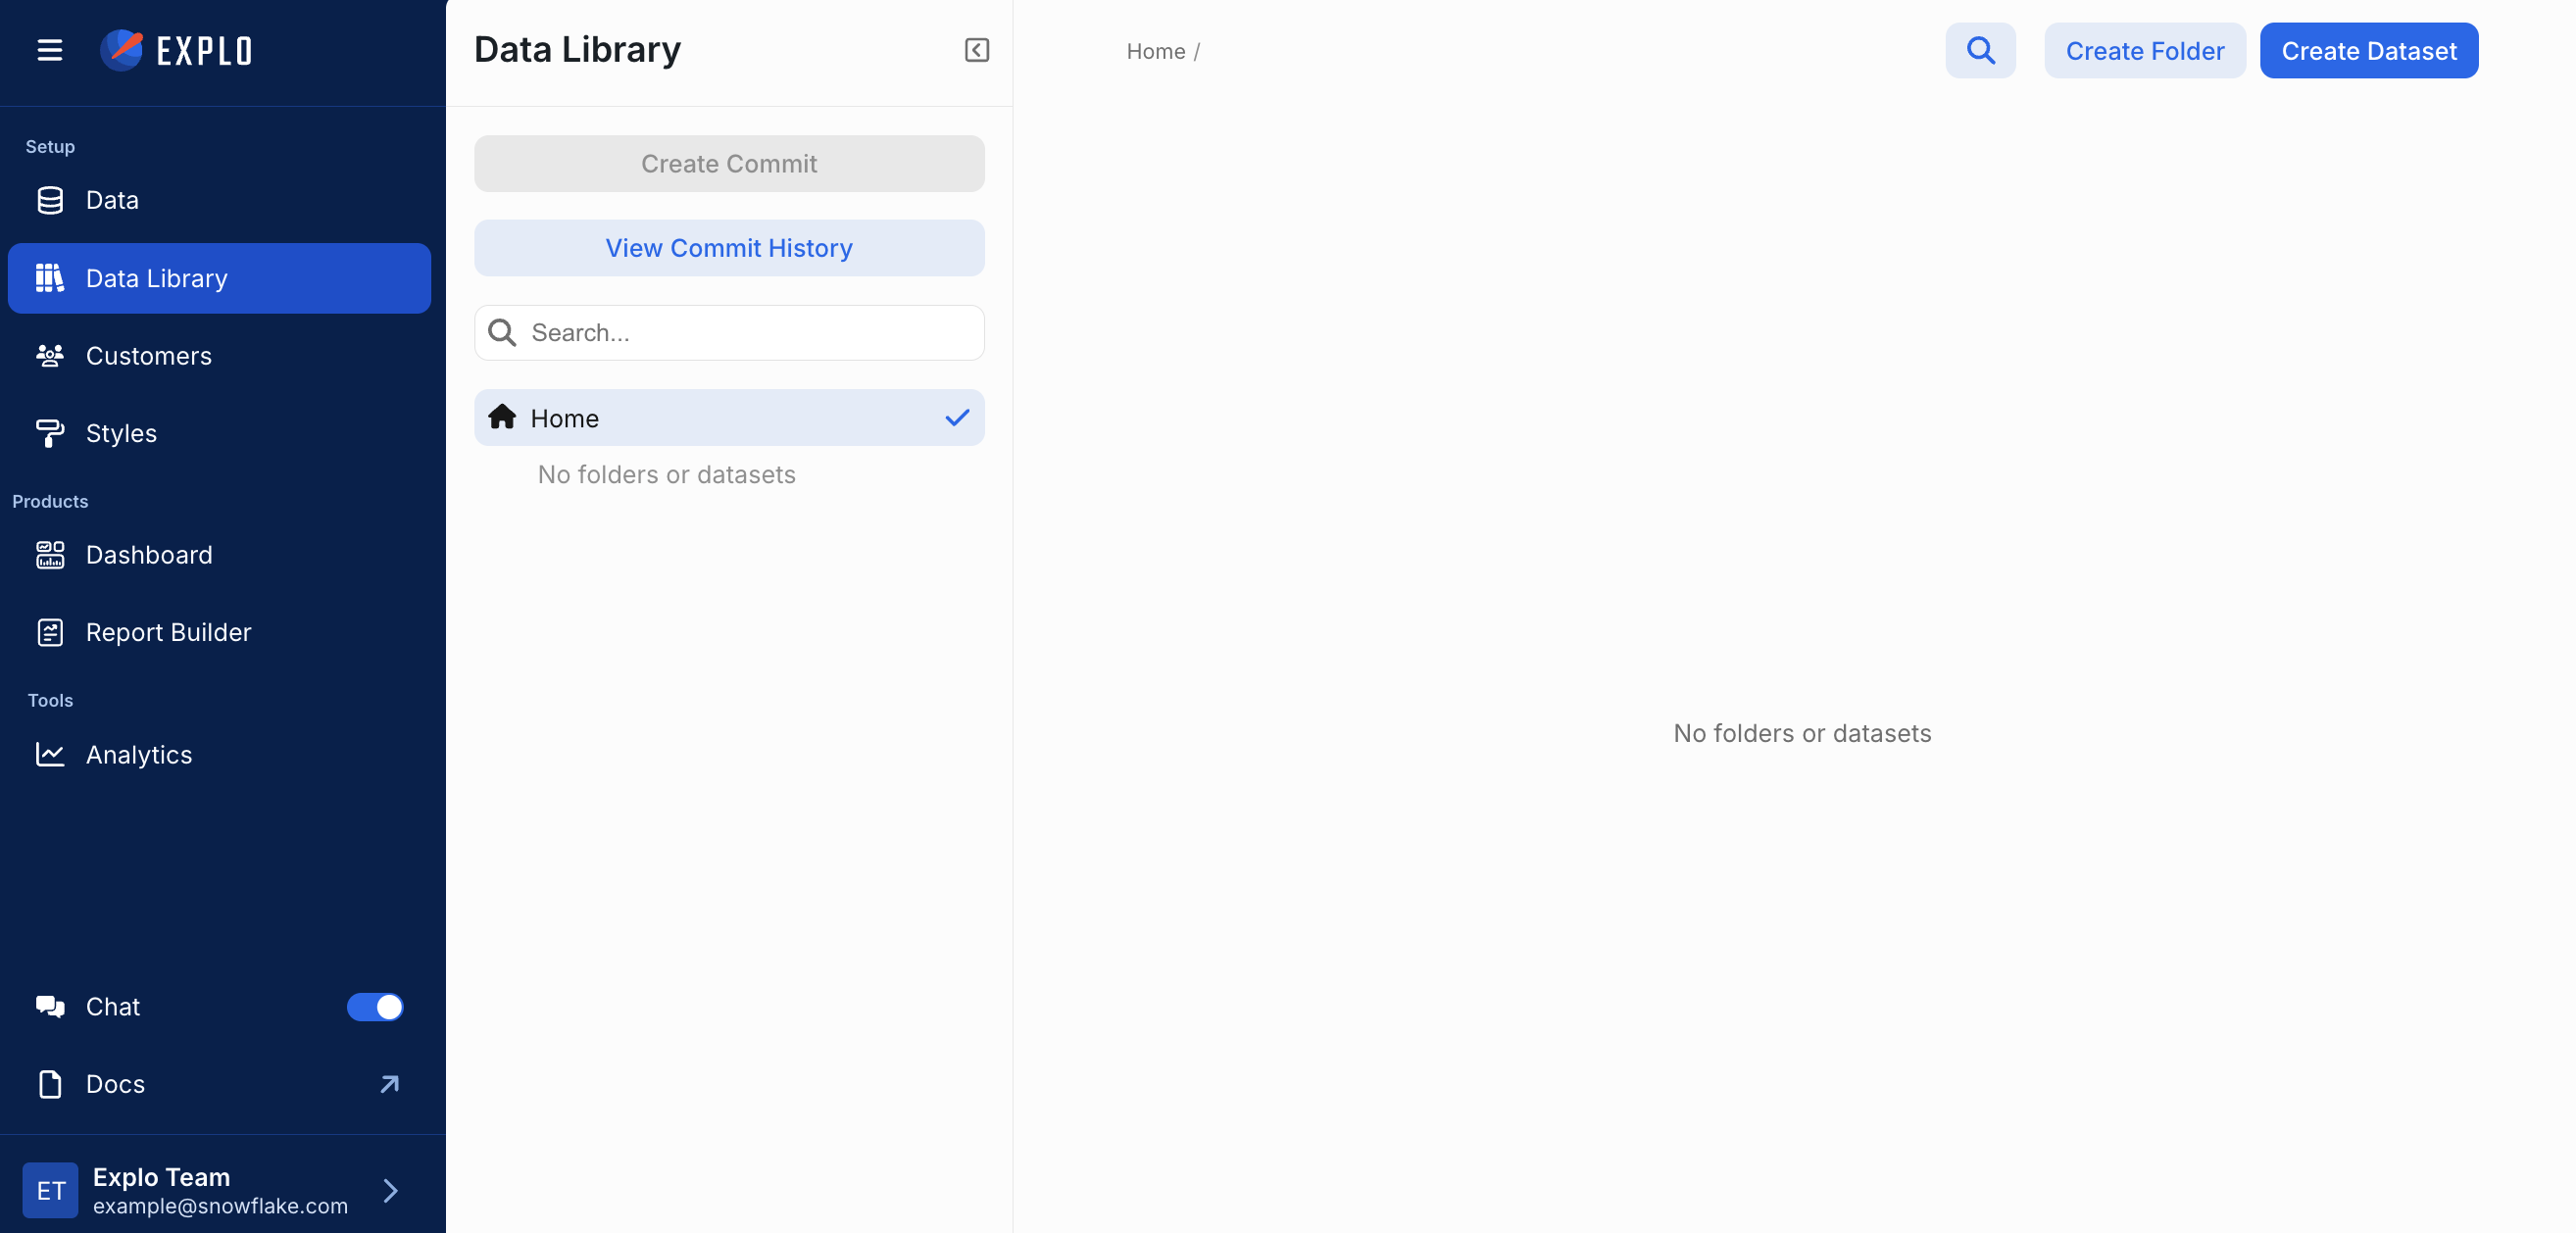 EXPLO
Setup
Data
Data Library
Customers
Styles
Products
Dashboard
Report Builder
Tools
Analytics
Chat
Docs
ET
Explo Team
example@snowflake.com
Data Library
Create Commit
View Commit History
Search...
Home
No folders or datasets
Home /
Create Folder
Create Dataset
No folders or datasets